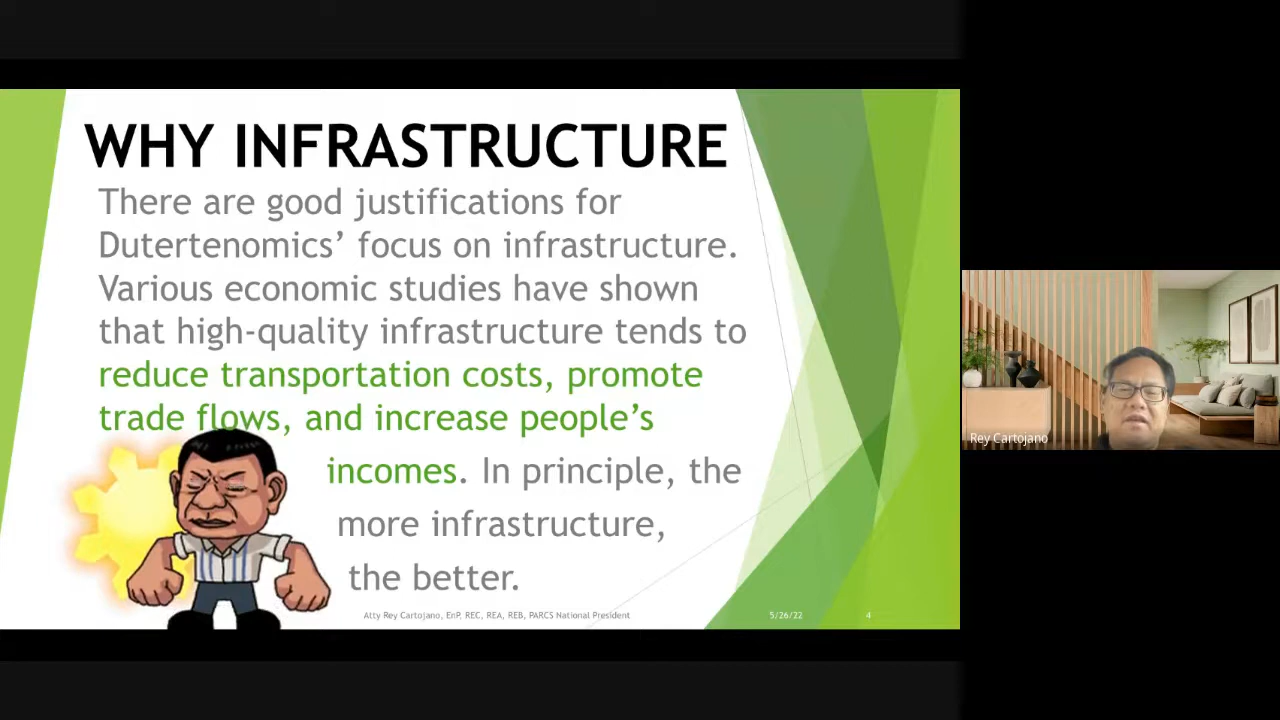 WHY INFRASTRUCTURE
There are good justifications for
Dutertenomics’ focus on infrastructure.
Various economic studies have shown
that high-quality infrastructure tends to
reduce transportation costs, promote
trade flows, and increase people’s
incomes. In principle, the
more infrastructure,
the better.
Atty Rey Cartojano, EnP, REC, REA, REB, PARCS National President
5/26/22
4
Rey Cartojano